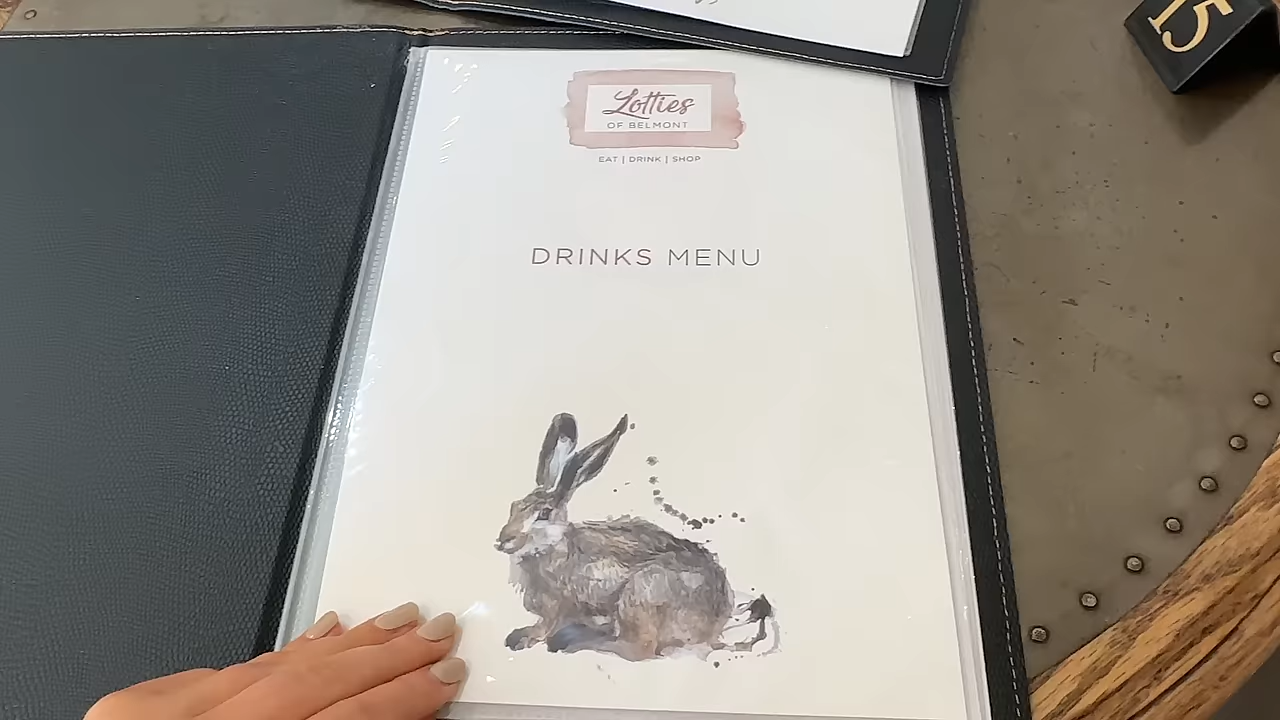 Lotties
OF BELMONT
EAT | DRINK | SHOP
DRINKS MENU
15